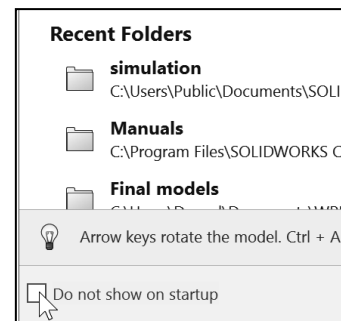 Recent Folders
simulation
C:\Users\Public\Documents\SOLI
Manuals
C:\Program Files\SOLIDWORKS C
Final models
Arrow keys rotate the model. Ctrl + A
Do not show on startup